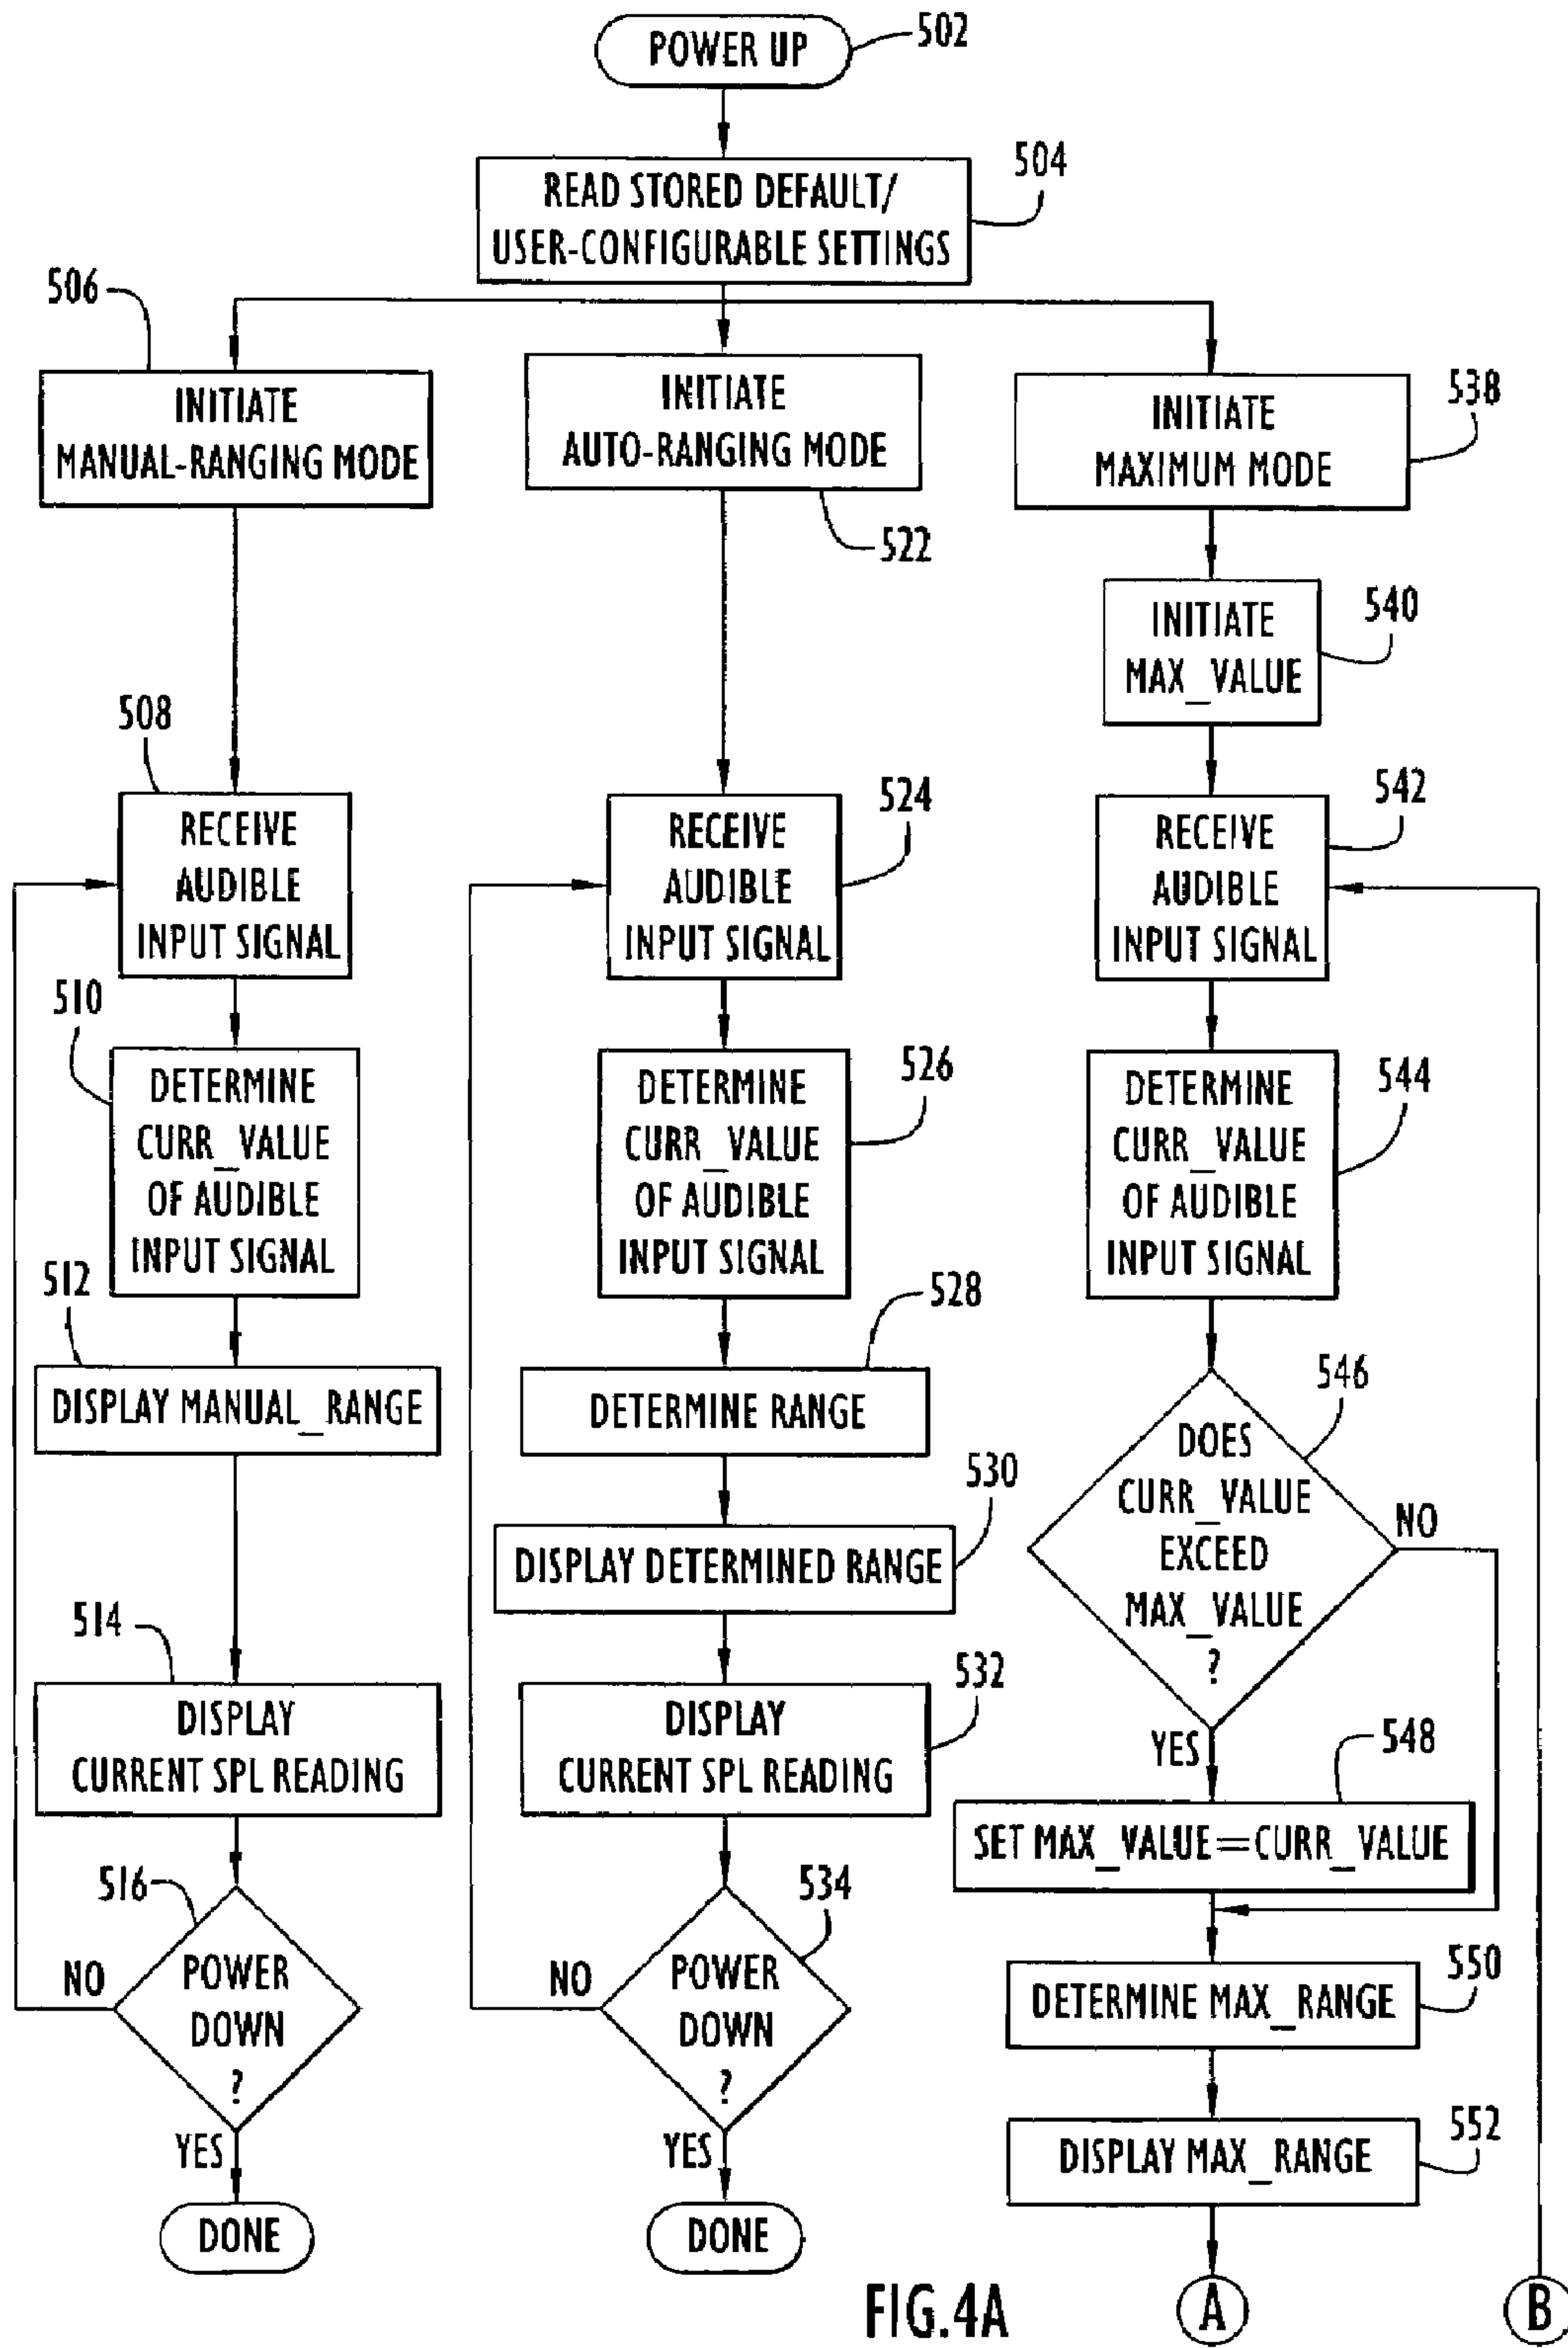 POWER UP
502
READ STORED DEFAULT/
USER-CONFIGURABLE SETTINGS
504
506
INITIATE
MANUAL-RANGING MODE
508
RECEIVE
AUDIBLE
INPUT SIGNAL
510
DETERMINE
CURR_VALUE
OF AUDIBLE
INPUT SIGNAL
512
DISPLAY MANUAL_RANGE
514
DISPLAY
CURRENT SPL READING
516
POWER
DOWN
?
NO
YES
DONE
INITIATE
AUTO-RANGING MODE
522
RECEIVE
AUDIBLE
INPUT SIGNAL
524
DETERMINE
CURR_VALUE
OF AUDIBLE
INPUT SIGNAL
526
528
DETERMINE RANGE
530
DISPLAY DETERMINED RANGE
DISPLAY
CURRENT SPL READING
532
534
POWER
DOWN
?
NO
YES
DONE
INITIATE
MAXIMUM MODE
538
INITIATE
MAX_VALUE
540
RECEIVE
AUDIBLE
INPUT SIGNAL
542
DETERMINE
CURR_VALUE
OF AUDIBLE
INPUT SIGNAL
544
546
DOES
CURR_VALUE
EXCEED
MAX_VALUE
?
NO
YES
548
SET MAX_VALUE=CURR_VALUE
DETERMINE MAX_RANGE
550
DISPLAY MAX_RANGE
552
A
B
FIG.4A